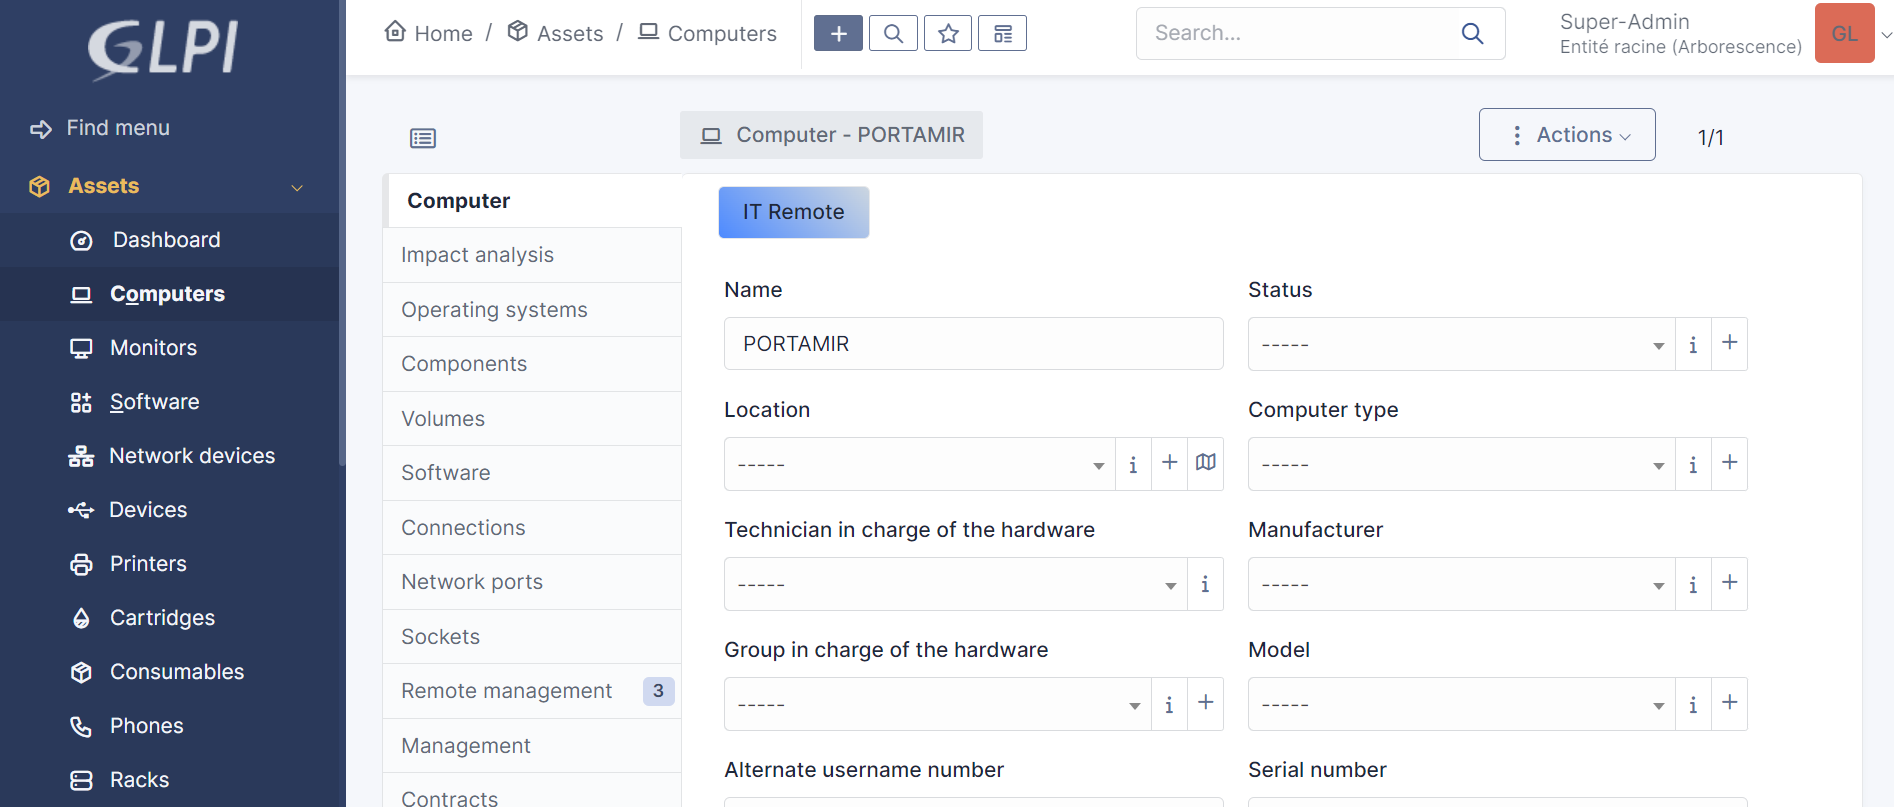 GLPI
Home / Assets / Computers
Search...
Super-Admin
Entité racine (Arborescence)
GL
Find menu
Assets
Dashboard
Computers
Monitors
Software
Network devices
Devices
Printers
Cartridges
Consumables
Phones
Racks
Computer - PORTAMIR
Actions
1/1
Computer
Impact analysis
Operating systems
Components
Volumes
Software
Connections
Network ports
Sockets
Remote management 3
Management
Contracts
IT Remote
Name
PORTAMIR
Status
-----
Location
-----
Computer type
-----
Technician in charge of the hardware
-----
Manufacturer
-----
Group in charge of the hardware
-----
Model
-----
Alternate username number
Serial number